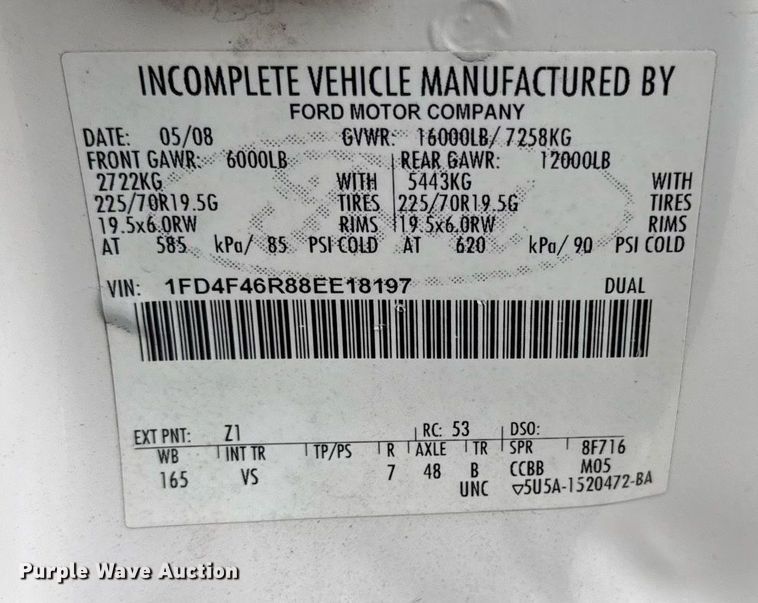 INCOMPLETE VEHICLE MANUFACTURED BY
FORD MOTOR COMPANY
DATE: 05/08 GVWR: 16000LB/ 7258KG
FRONT GAWR: 6000LB REAR GAWR: 12000LB
2722KG WITH 5443KG WITH
225/70R19.5G TIRES 225/70R19.5G TIRES
19.5x6.0RW RIMS 19.5x6.0RW RIMS
AT 585 kPa/ 85 PSI COLD AT 620 kPa/ 90 PSI COLD
VIN: 1FD4F46R88EE18197 DUAL
EXT PNT: Z1 RC: 53 DSO:
WB INT TR TP/PS R AXLE TR SPR 8F716
165 VS 7 48 B CCBB M05
UNC ▽5U5A-1520472-BA
Purple Wave Auction